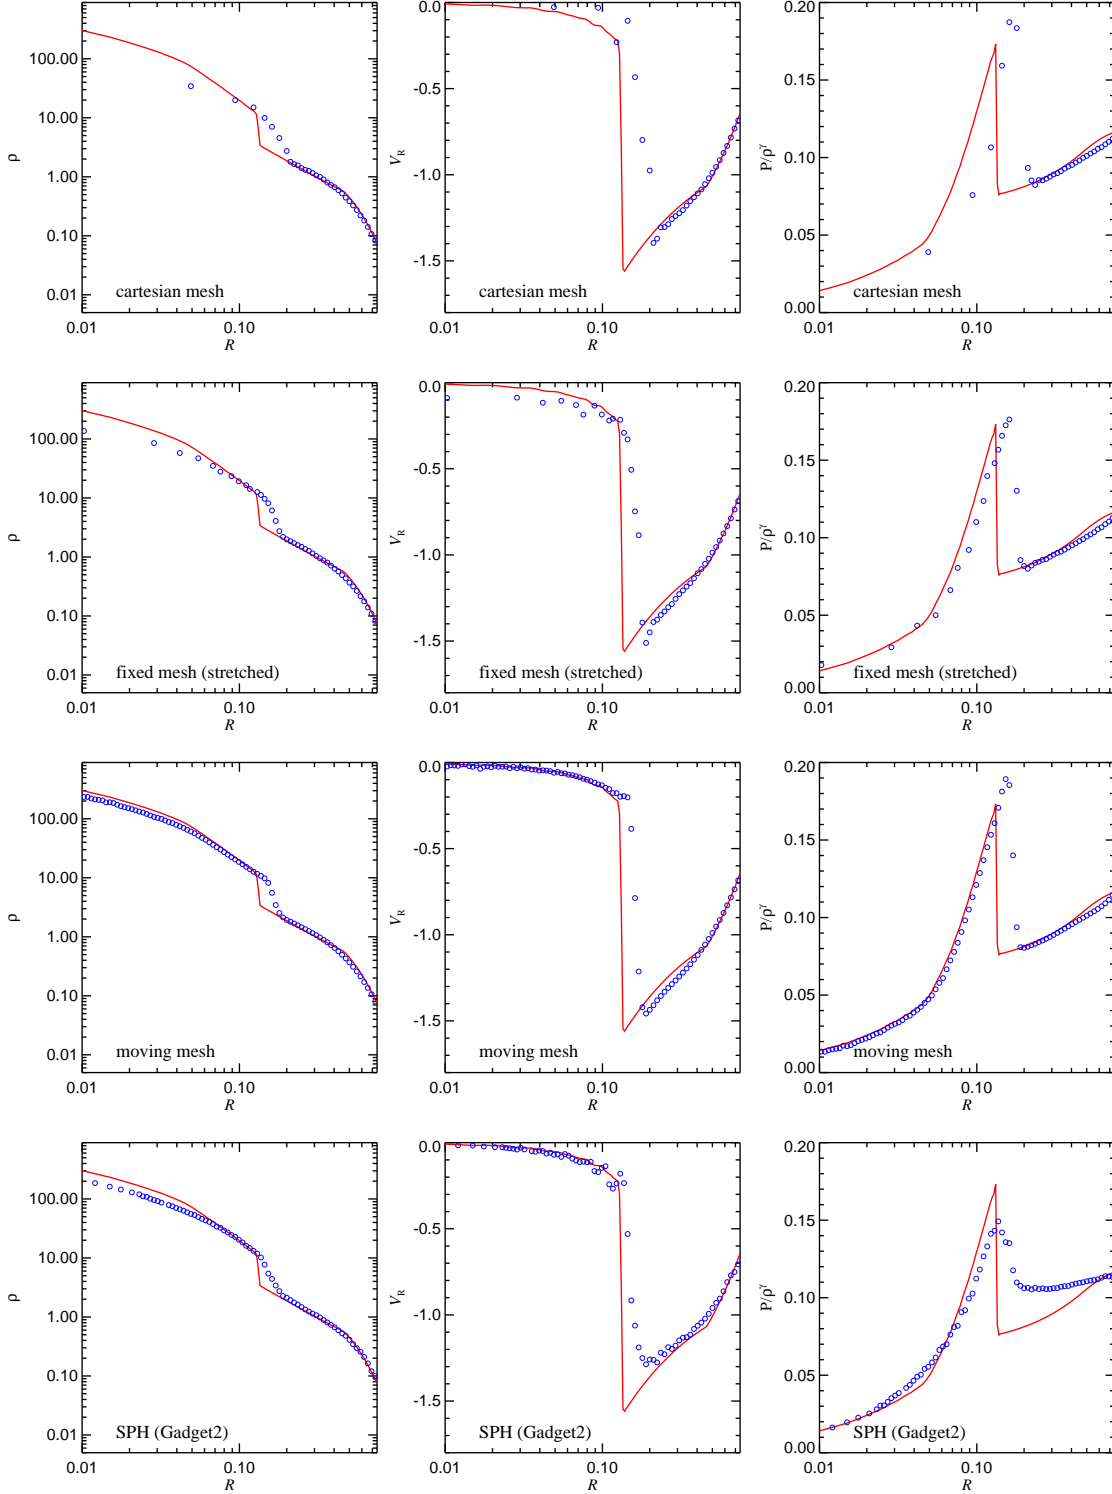 100.00
10.00
1.00
0.10
0.01
ρ
cartesian mesh
0.01 0.10
R
0.0
-0.5
-1.0
-1.5
V_R
cartesian mesh
0.01 0.10
R
0.20
0.15
0.10
0.05
0.00
P/ρ^γ
cartesian mesh
0.01 0.10
R
100.00
10.00
1.00
0.10
0.01
ρ
fixed mesh (stretched)
0.01 0.10
R
0.0
-0.5
-1.0
-1.5
V_R
fixed mesh (stretched)
0.01 0.10
R
0.20
0.15
0.10
0.05
0.00
P/ρ^γ
fixed mesh (stretched)
0.01 0.10
R
100.00
10.00
1.00
0.10
0.01
ρ
moving mesh
0.01 0.10
R
0.0
-0.5
-1.0
-1.5
V_R
moving mesh
0.01 0.10
R
0.20
0.15
0.10
0.05
0.00
P/ρ^γ
moving mesh
0.01 0.10
R
100.00
10.00
1.00
0.10
0.01
ρ
SPH (Gadget2)
0.01 0.10
R
0.0
-0.5
-1.0
-1.5
V_R
SPH (Gadget2)
0.01 0.10
R
0.20
0.15
0.10
0.05
0.00
P/ρ^γ
SPH (Gadget2)
0.01 0.10
R